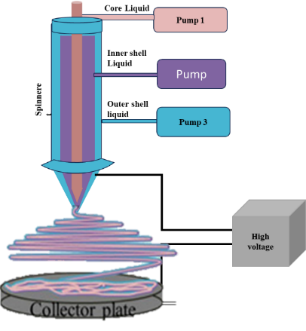 Core Liquid
Pump 1
Inner shell
Liquid
Pump
Outer shell
liquid
Pump 3
Spinnere
High
voltage
Collector plate